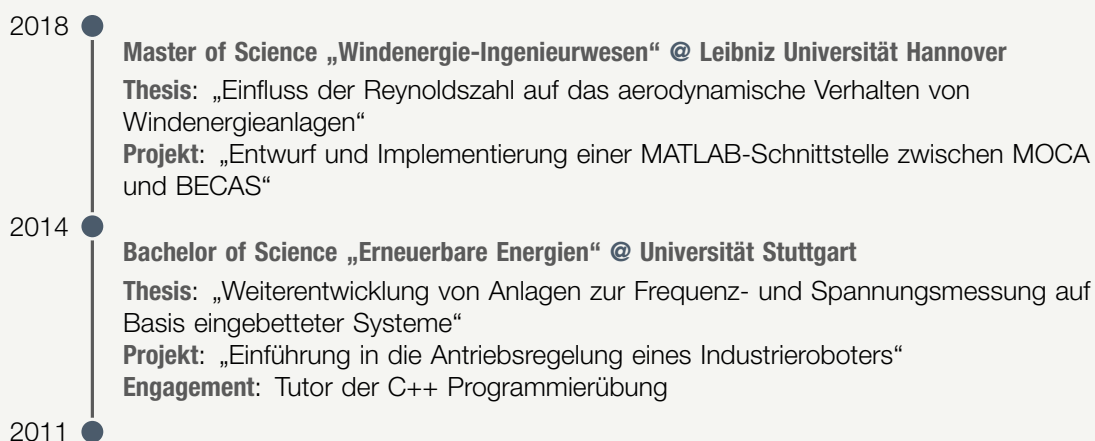 2018
Master of Science „Windenergie-Ingenieurwesen“ @ Leibniz Universität Hannover
Thesis: „Einfluss der Reynoldszahl auf das aerodynamische Verhalten von
Windenergieanlagen“
Projekt: „Entwurf und Implementierung einer MATLAB-Schnittstelle zwischen MOCA
und BECAS“
2014
Bachelor of Science „Erneuerbare Energien“ @ Universität Stuttgart
Thesis: „Weiterentwicklung von Anlagen zur Frequenz- und Spannungsmessung auf
Basis eingebetteter Systeme“
Projekt: „Einführung in die Antriebsregelung eines Industrieroboters“
Engagement: Tutor der C++ Programmierübung
2011